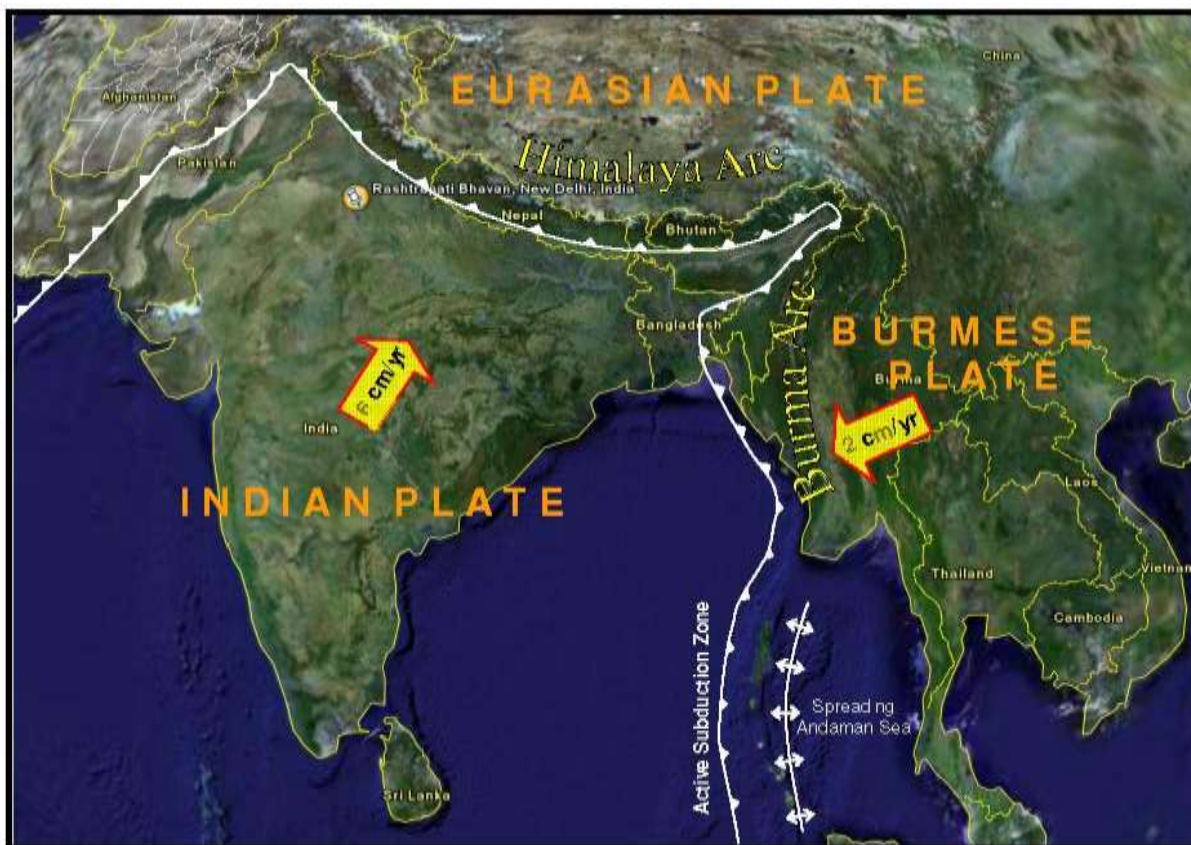 China
EURASIAN PLATE
Afghanistan
Himalaya Arc
Pakistan
Rashtrapati Bhavan, New Delhi, India
Nepal
Bhutan
Bangladesh
BURMESE
PLATE
Burma
Burma Arc
6 cm/yr
2 cm/yr
India
INDIAN PLATE
Laos
Thailand
Vietnam
Cambodia
Active Subduction Zone
Spreading
Andaman Sea
Sri Lanka